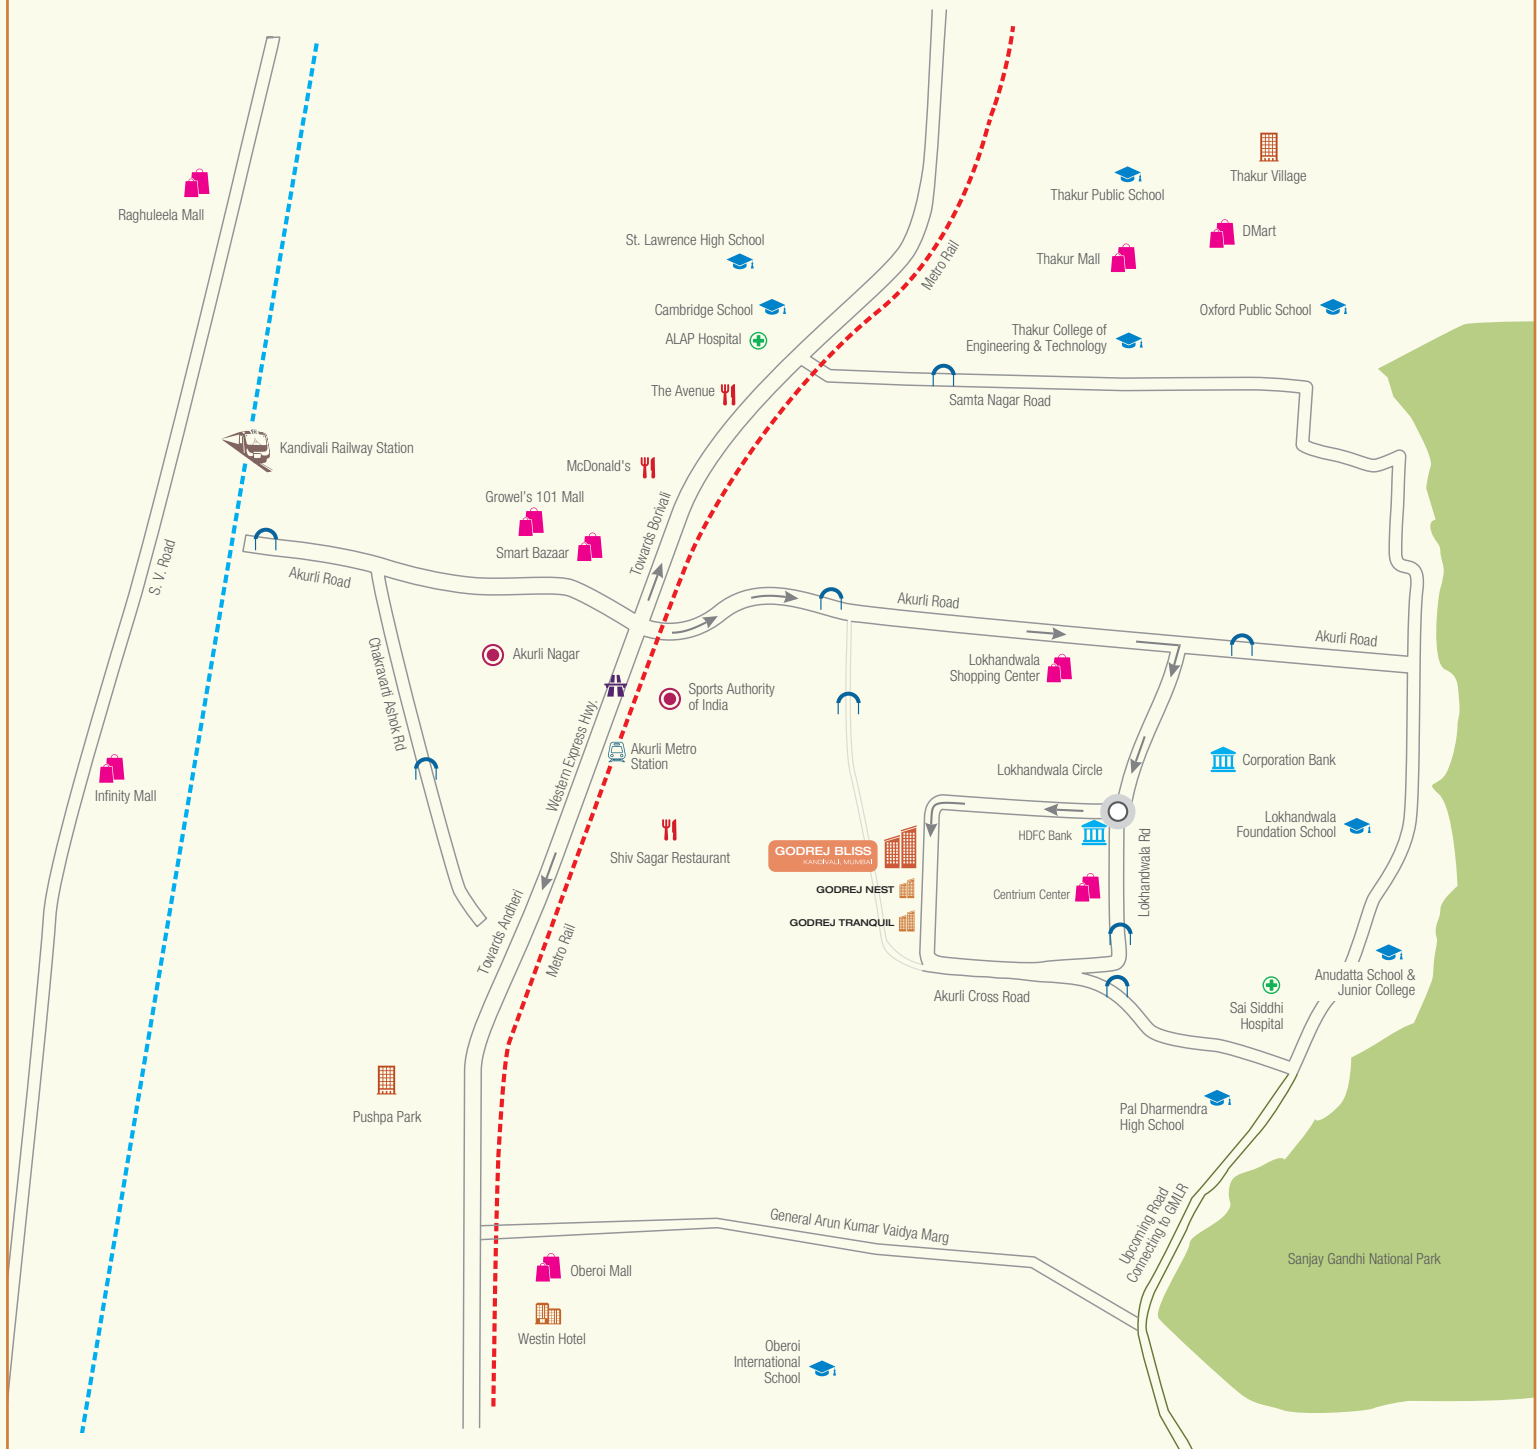 Thakur Village
Thakur Public School
Raghuleela Mall
DMart
St. Lawrence High School
Thakur Mall
Metro Rail
Cambridge School
Oxford Public School
ALAP Hospital
Thakur College of
Engineering & Technology
The Avenue
Samta Nagar Road
Kandivali Railway Station
McDonald's
Growel's 101 Mall
Towards Borivali
Smart Bazaar
S. V. Road
Akurli Road
Akurli Road
Akurli Road
Akurli Nagar
Chakravarti Ashok Rd
Lokhandwala
Shopping Center
Sports Authority
of India
Akurli Metro
Station
Western Express Hwy.
Lokhandwala Circle
Corporation Bank
Infinity Mall
Lokhandwala
Foundation School
HDFC Bank
Lokhandwala Rd
Shiv Sagar Restaurant
GODREJ BLISS
KANDIVALI, MUMBAI
GODREJ NEST
Centrium Center
GODREJ TRANQUIL
Towards Andheri
Metro Rail
Anudatta School &
Junior College
Akurli Cross Road
Sai Siddhi
Hospital
Pushpa Park
Pal Dharmendra
High School
Upcoming Road
Connecting to GMLR
General Arun Kumar Vaidya Marg
Sanjay Gandhi National Park
Oberoi Mall
Westin Hotel
Oberoi
International
School